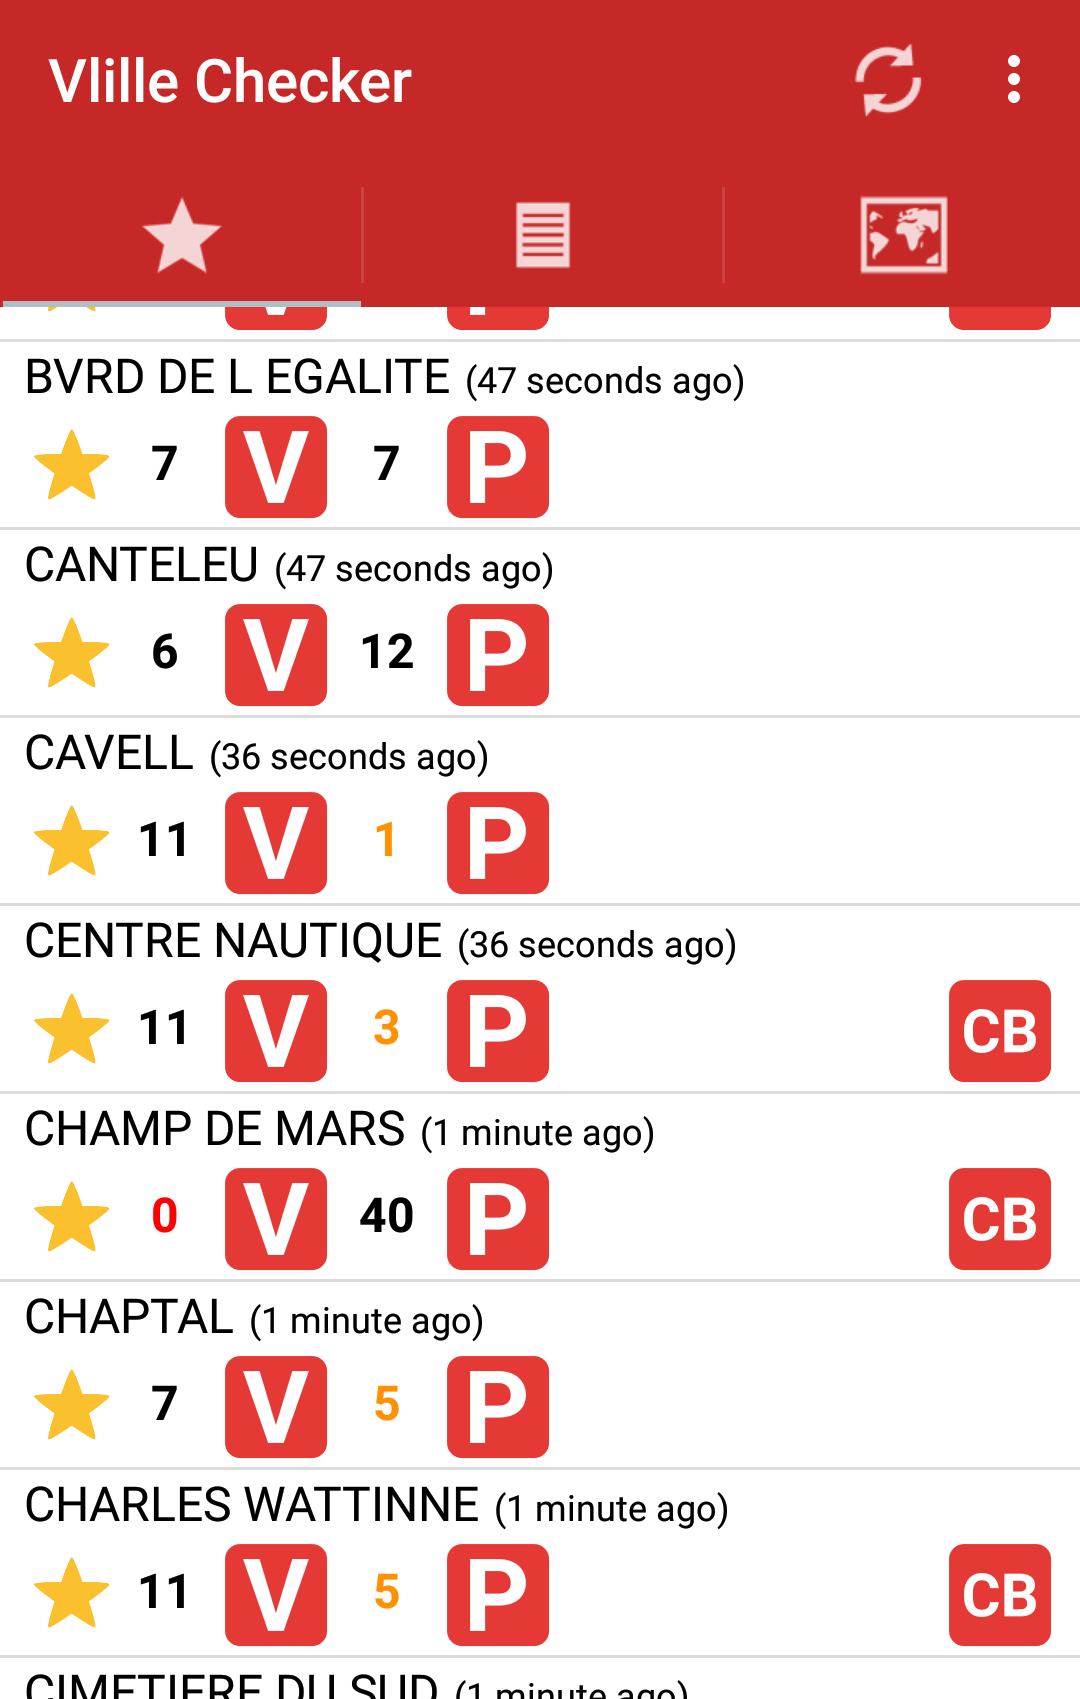 Vlille Checker
BVRD DE L EGALITE (47 seconds ago)
7 V 7 P
CANTELEU (47 seconds ago)
6 V 12 P
CAVELL (36 seconds ago)
11 V 1 P
CENTRE NAUTIQUE (36 seconds ago)
11 V 3 P CB
CHAMP DE MARS (1 minute ago)
0 V 40 P CB
CHAPTAL (1 minute ago)
7 V 5 P
CHARLES WATTINNE (1 minute ago)
11 V 5 P CB
CIMETIERE DU SUD (1 minute ago)